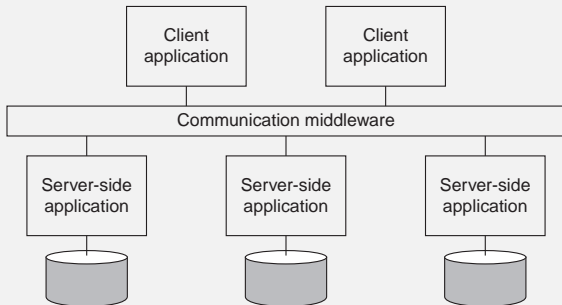 Client
application
Client
application
Communication middleware
Server-side
application
Server-side
application
Server-side
application